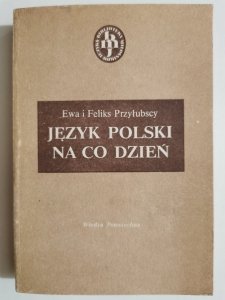 Ewa i Feliks Przyłubscy
JĘZYK POLSKI
NA CO DZIEŃ
Wiedza Powszechna